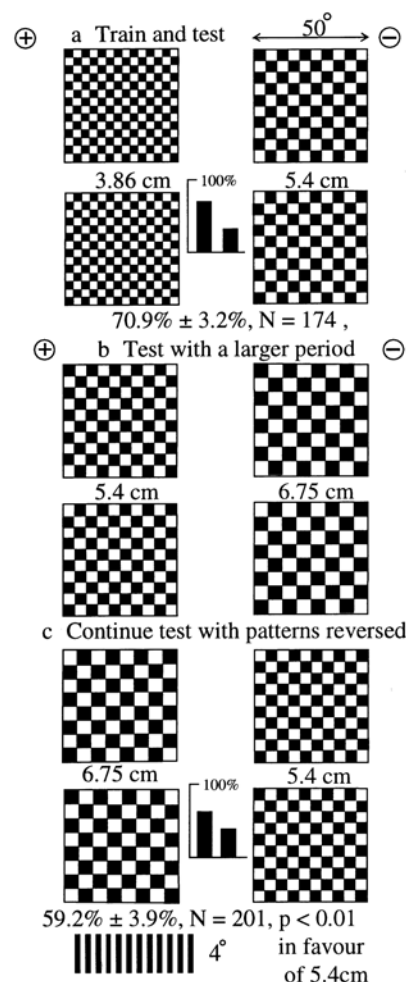 ⊕ a Train and test 50° ⊖
3.86 cm 100% 5.4 cm
70.9% ± 3.2%, N = 174 ,
⊕ b Test with a larger period ⊖
5.4 cm 6.75 cm
c Continue test with patterns reversed
6.75 cm 100% 5.4 cm
59.2% ± 3.9%, N = 201, p < 0.01
4° in favour
of 5.4cm